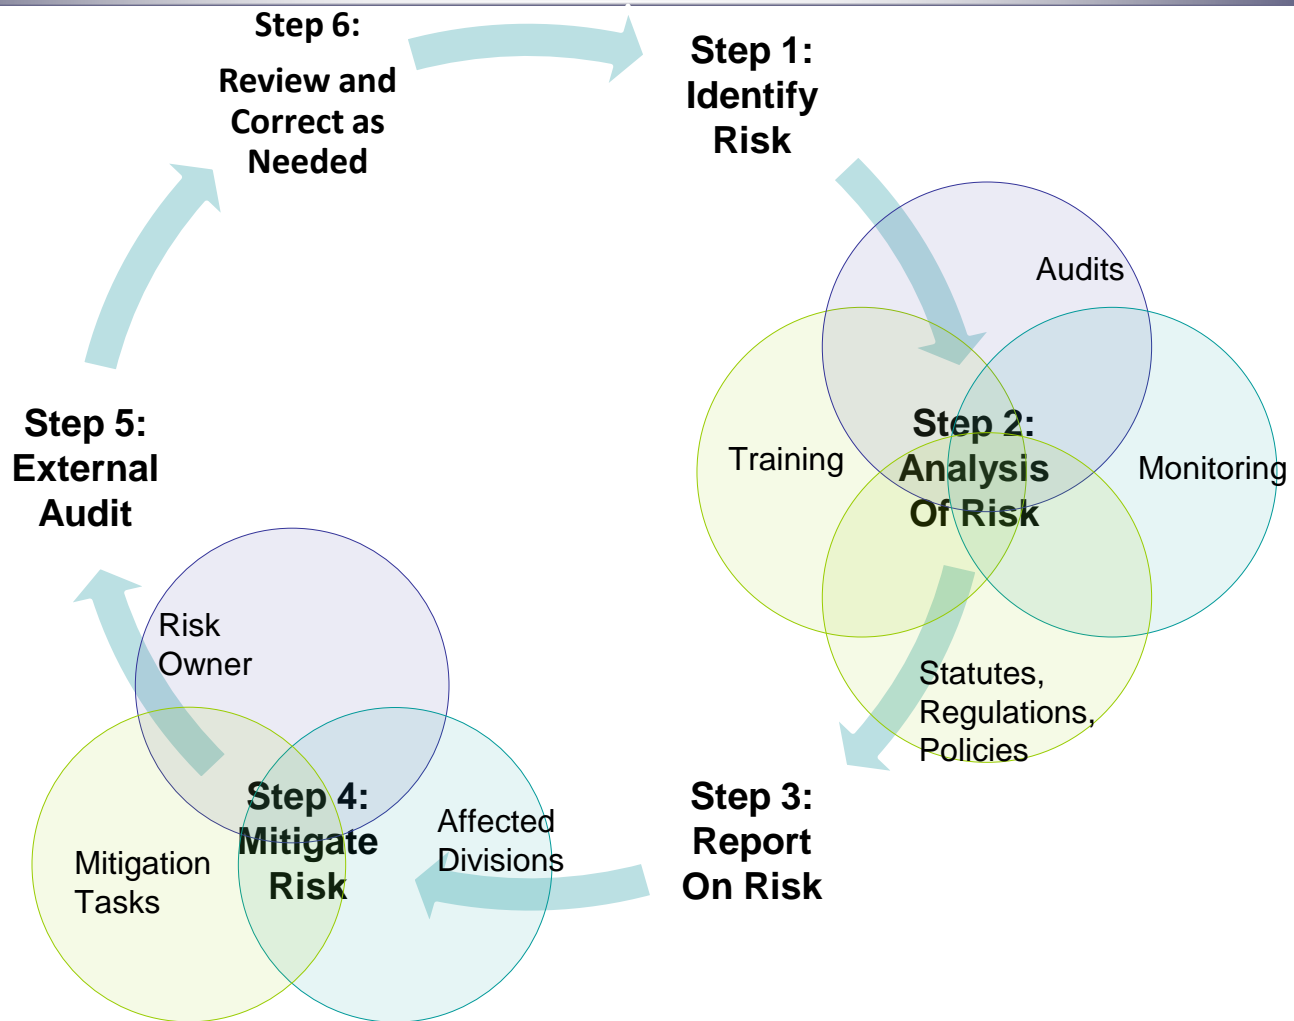 Step 6:
Review and
Correct as
Needed
Step 1:
Identify
Risk
Audits
Training
Step 2:
Analysis
Of Risk
Monitoring
Statutes,
Regulations,
Policies
Step 3:
Report
On Risk
Step 4:
Mitigate
Risk
Risk
Owner
Affected
Divisions
Mitigation
Tasks
Step 5:
External
Audit